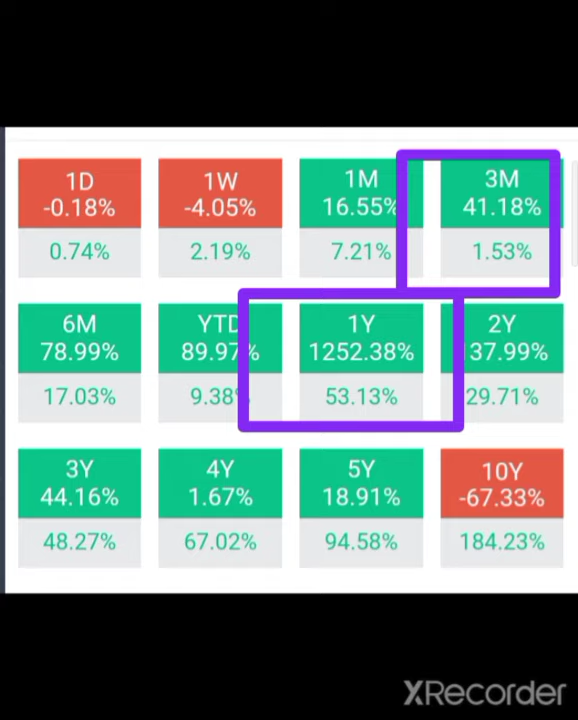 1D 1W 1M 3M
-0.18% -4.05% 16.55% 41.18%
0.74% 2.19% 7.21% 1.53%
6M YTD 1Y 2Y
78.99% 89.97% 1252.38% 137.99%
17.03% 9.38% 53.13% 29.71%
3Y 4Y 5Y 10Y
44.16% 1.67% 18.91% -67.33%
48.27% 67.02% 94.58% 184.23%
XRecorder